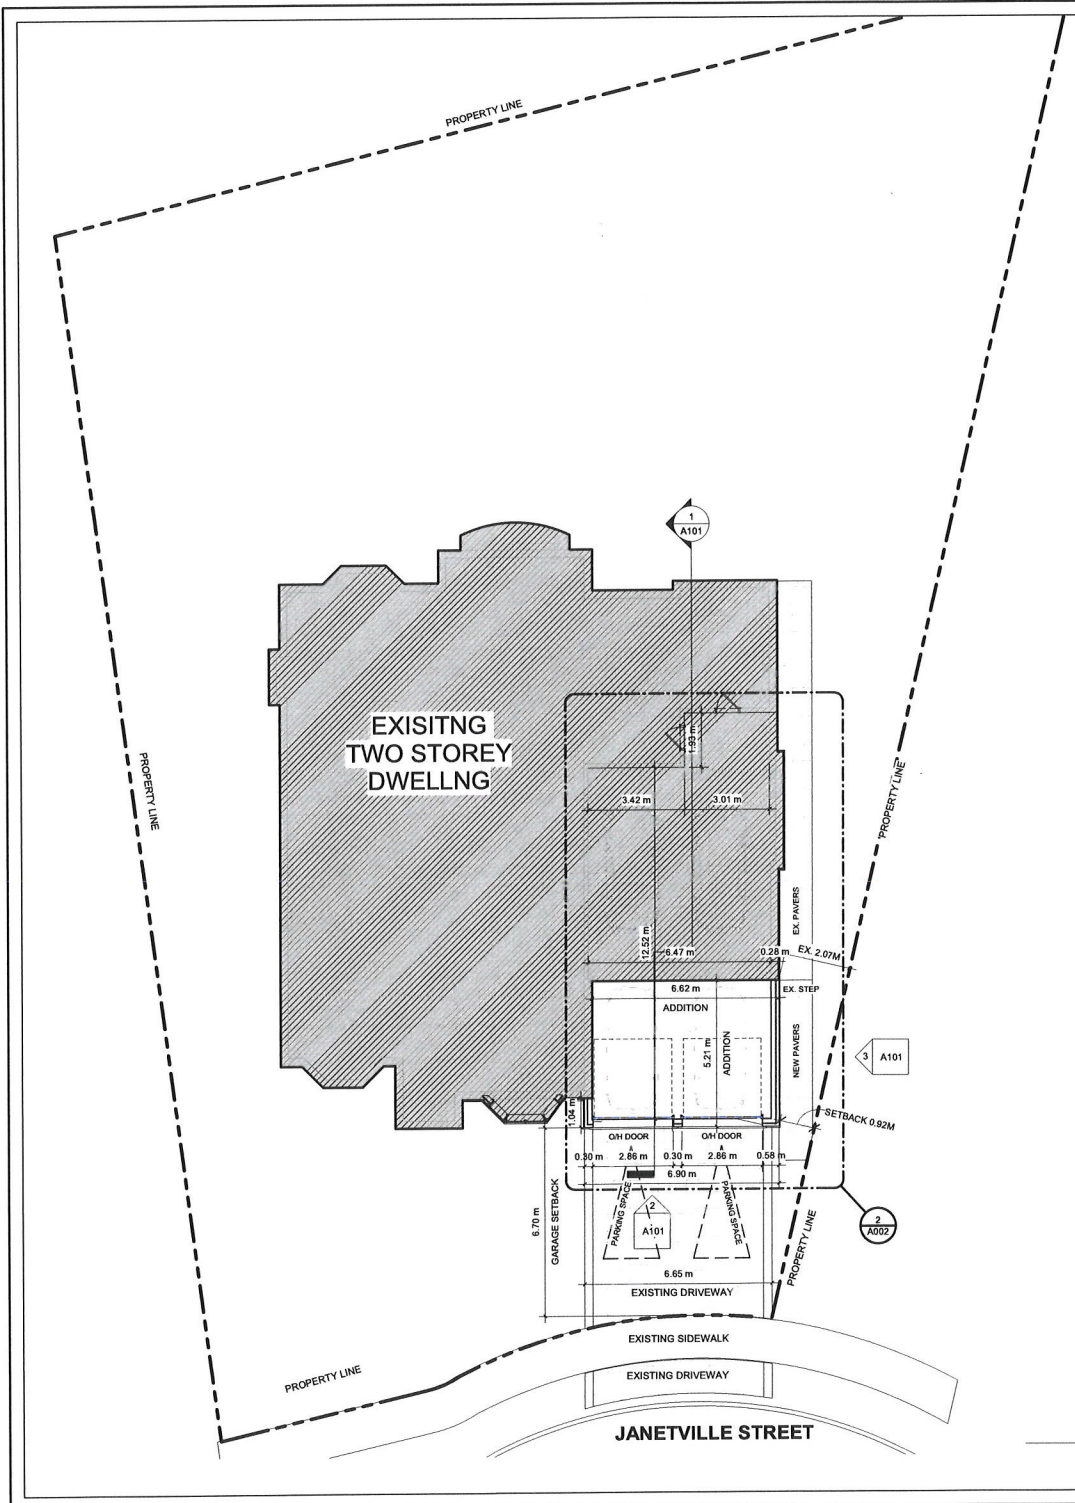 PROPERTY LINE
1
A101
EXISITNG
TWO STOREY
DWELLNG
PROPERTY LINE
PROPERTY LINE
1.93 m
3.42 m
3.01 m
EX. PAVERS
12.52 m
6.47 m
0.28 m
EX. 2.07M
6.62 m
EX. STEP
ADDITION
5.21 m
ADDITION
NEW PAVERS
3
A101
1.04 m
SETBACK 0.92M
O/H DOOR
O/H DOOR
0.30 m
2.86 m
0.30 m
2.86 m
0.58 m
6.90 m
6.70 m
GARAGE SETBACK
PARKING SPACE
PARKING SPACE
2
A101
2
A002
PROPERTY LINE
6.65 m
EXISTING DRIVEWAY
EXISTING SIDEWALK
PROPERTY LINE
EXISTING DRIVEWAY
JANETVILLE STREET